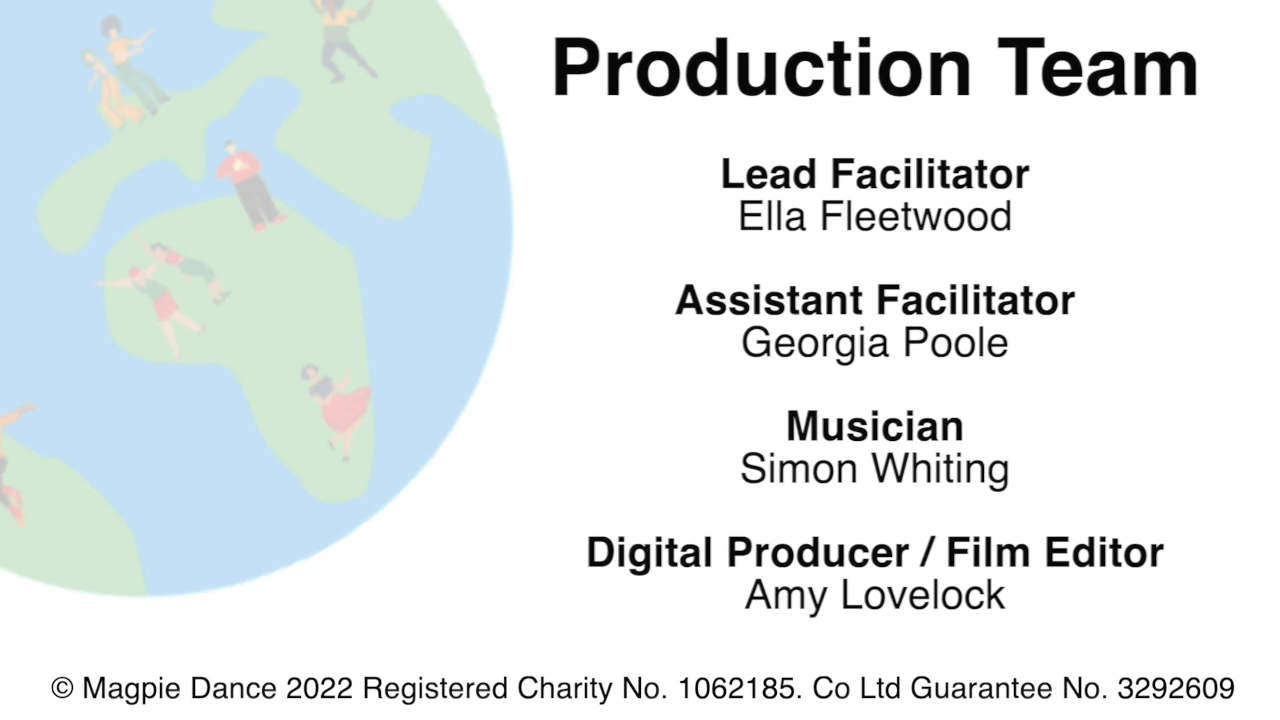 Production Team
Lead Facilitator
Ella Fleetwood
Assistant Facilitator
Georgia Poole
Musician
Simon Whiting
Digital Producer / Film Editor
Amy Lovelock
© Magpie Dance 2022 Registered Charity No. 1062185. Co Ltd Guarantee No. 3292609